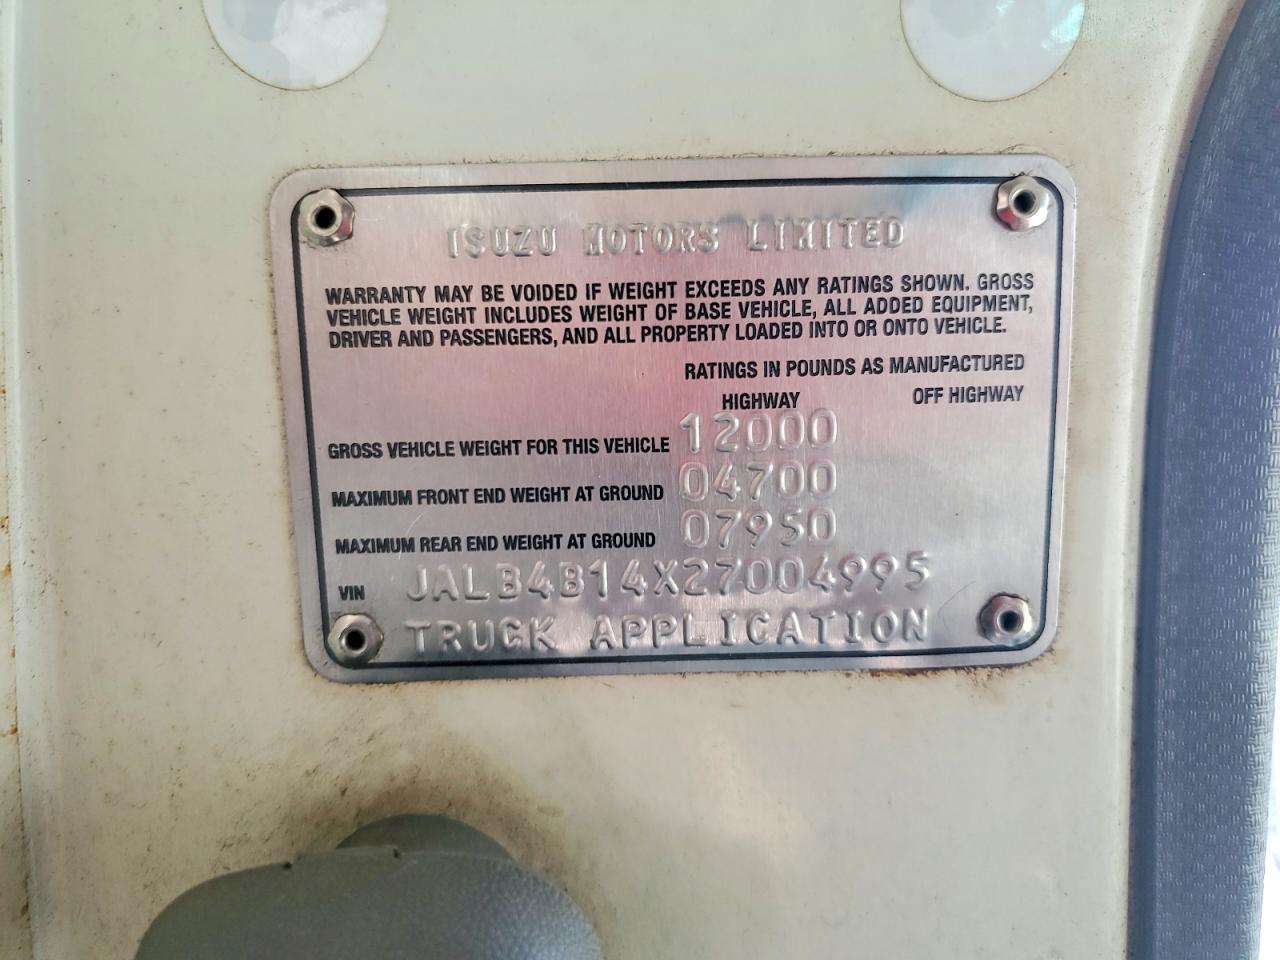 ISUZU MOTORS LIMITED
WARRANTY MAY BE VOIDED IF WEIGHT EXCEEDS ANY RATINGS SHOWN. GROSS
VEHICLE WEIGHT INCLUDES WEIGHT OF BASE VEHICLE, ALL ADDED EQUIPMENT,
DRIVER AND PASSENGERS, AND ALL PROPERTY LOADED INTO OR ONTO VEHICLE.
RATINGS IN POUNDS AS MANUFACTURED
HIGHWAY OFF HIGHWAY
GROSS VEHICLE WEIGHT FOR THIS VEHICLE 12000
MAXIMUM FRONT END WEIGHT AT GROUND 04700
MAXIMUM REAR END WEIGHT AT GROUND 07950
VIN JALB4B14X27004995
TRUCK APPLICATION